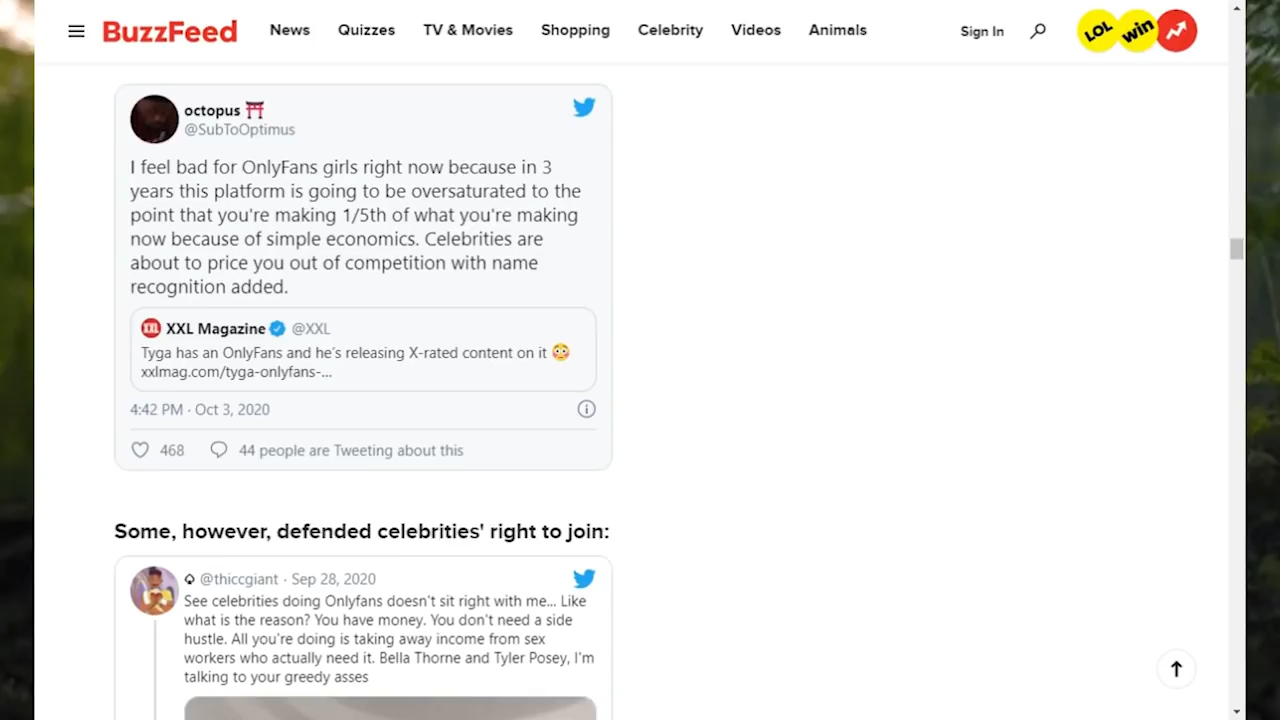 BuzzFeed News Quizzes TV & Movies Shopping Celebrity Videos Animals Sign In LOL win
octopus ⛩️
@SubToOptimus
I feel bad for OnlyFans girls right now because in 3
years this platform is going to be oversaturated to the
point that you're making 1/5th of what you're making
now because of simple economics. Celebrities are
about to price you out of competition with name
recognition added.
XXL XXL Magazine @XXL
Tyga has an OnlyFans and he's releasing X-rated content on it 😳
xxlmag.com/tyga-onlyfans-...
4:42 PM · Oct 3, 2020
468 44 people are Tweeting about this
Some, however, defended celebrities' right to join:
@thiccgiant · Sep 28, 2020
See celebrities doing Onlyfans doesn't sit right with me... Like
what is the reason? You have money. You don't need a side
hustle. All you're doing is taking away income from sex
workers who actually need it. Bella Thorne and Tyler Posey, I'm
talking to your greedy asses